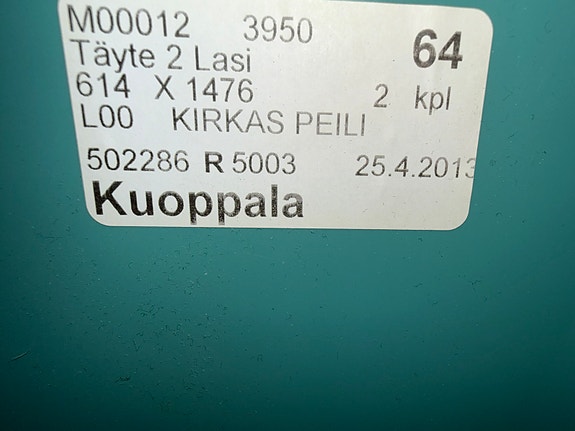 M00012 3950 64
Täyte 2 Lasi
614 X 1476 2 kpl
L00 KIRKAS PEILI
502286 R 5003 25.4.2013
Kuoppala